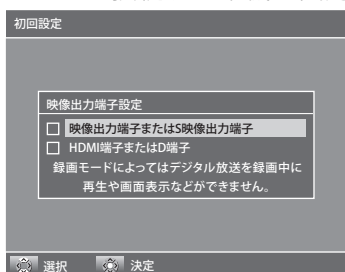 初回設定
映像出力端子設定
映像出力端子またはS映像出力端子
HDMI端子またはD端子
録画モードによってはデジタル放送を録画中に
再生や画面表示などができません。
選択 決定